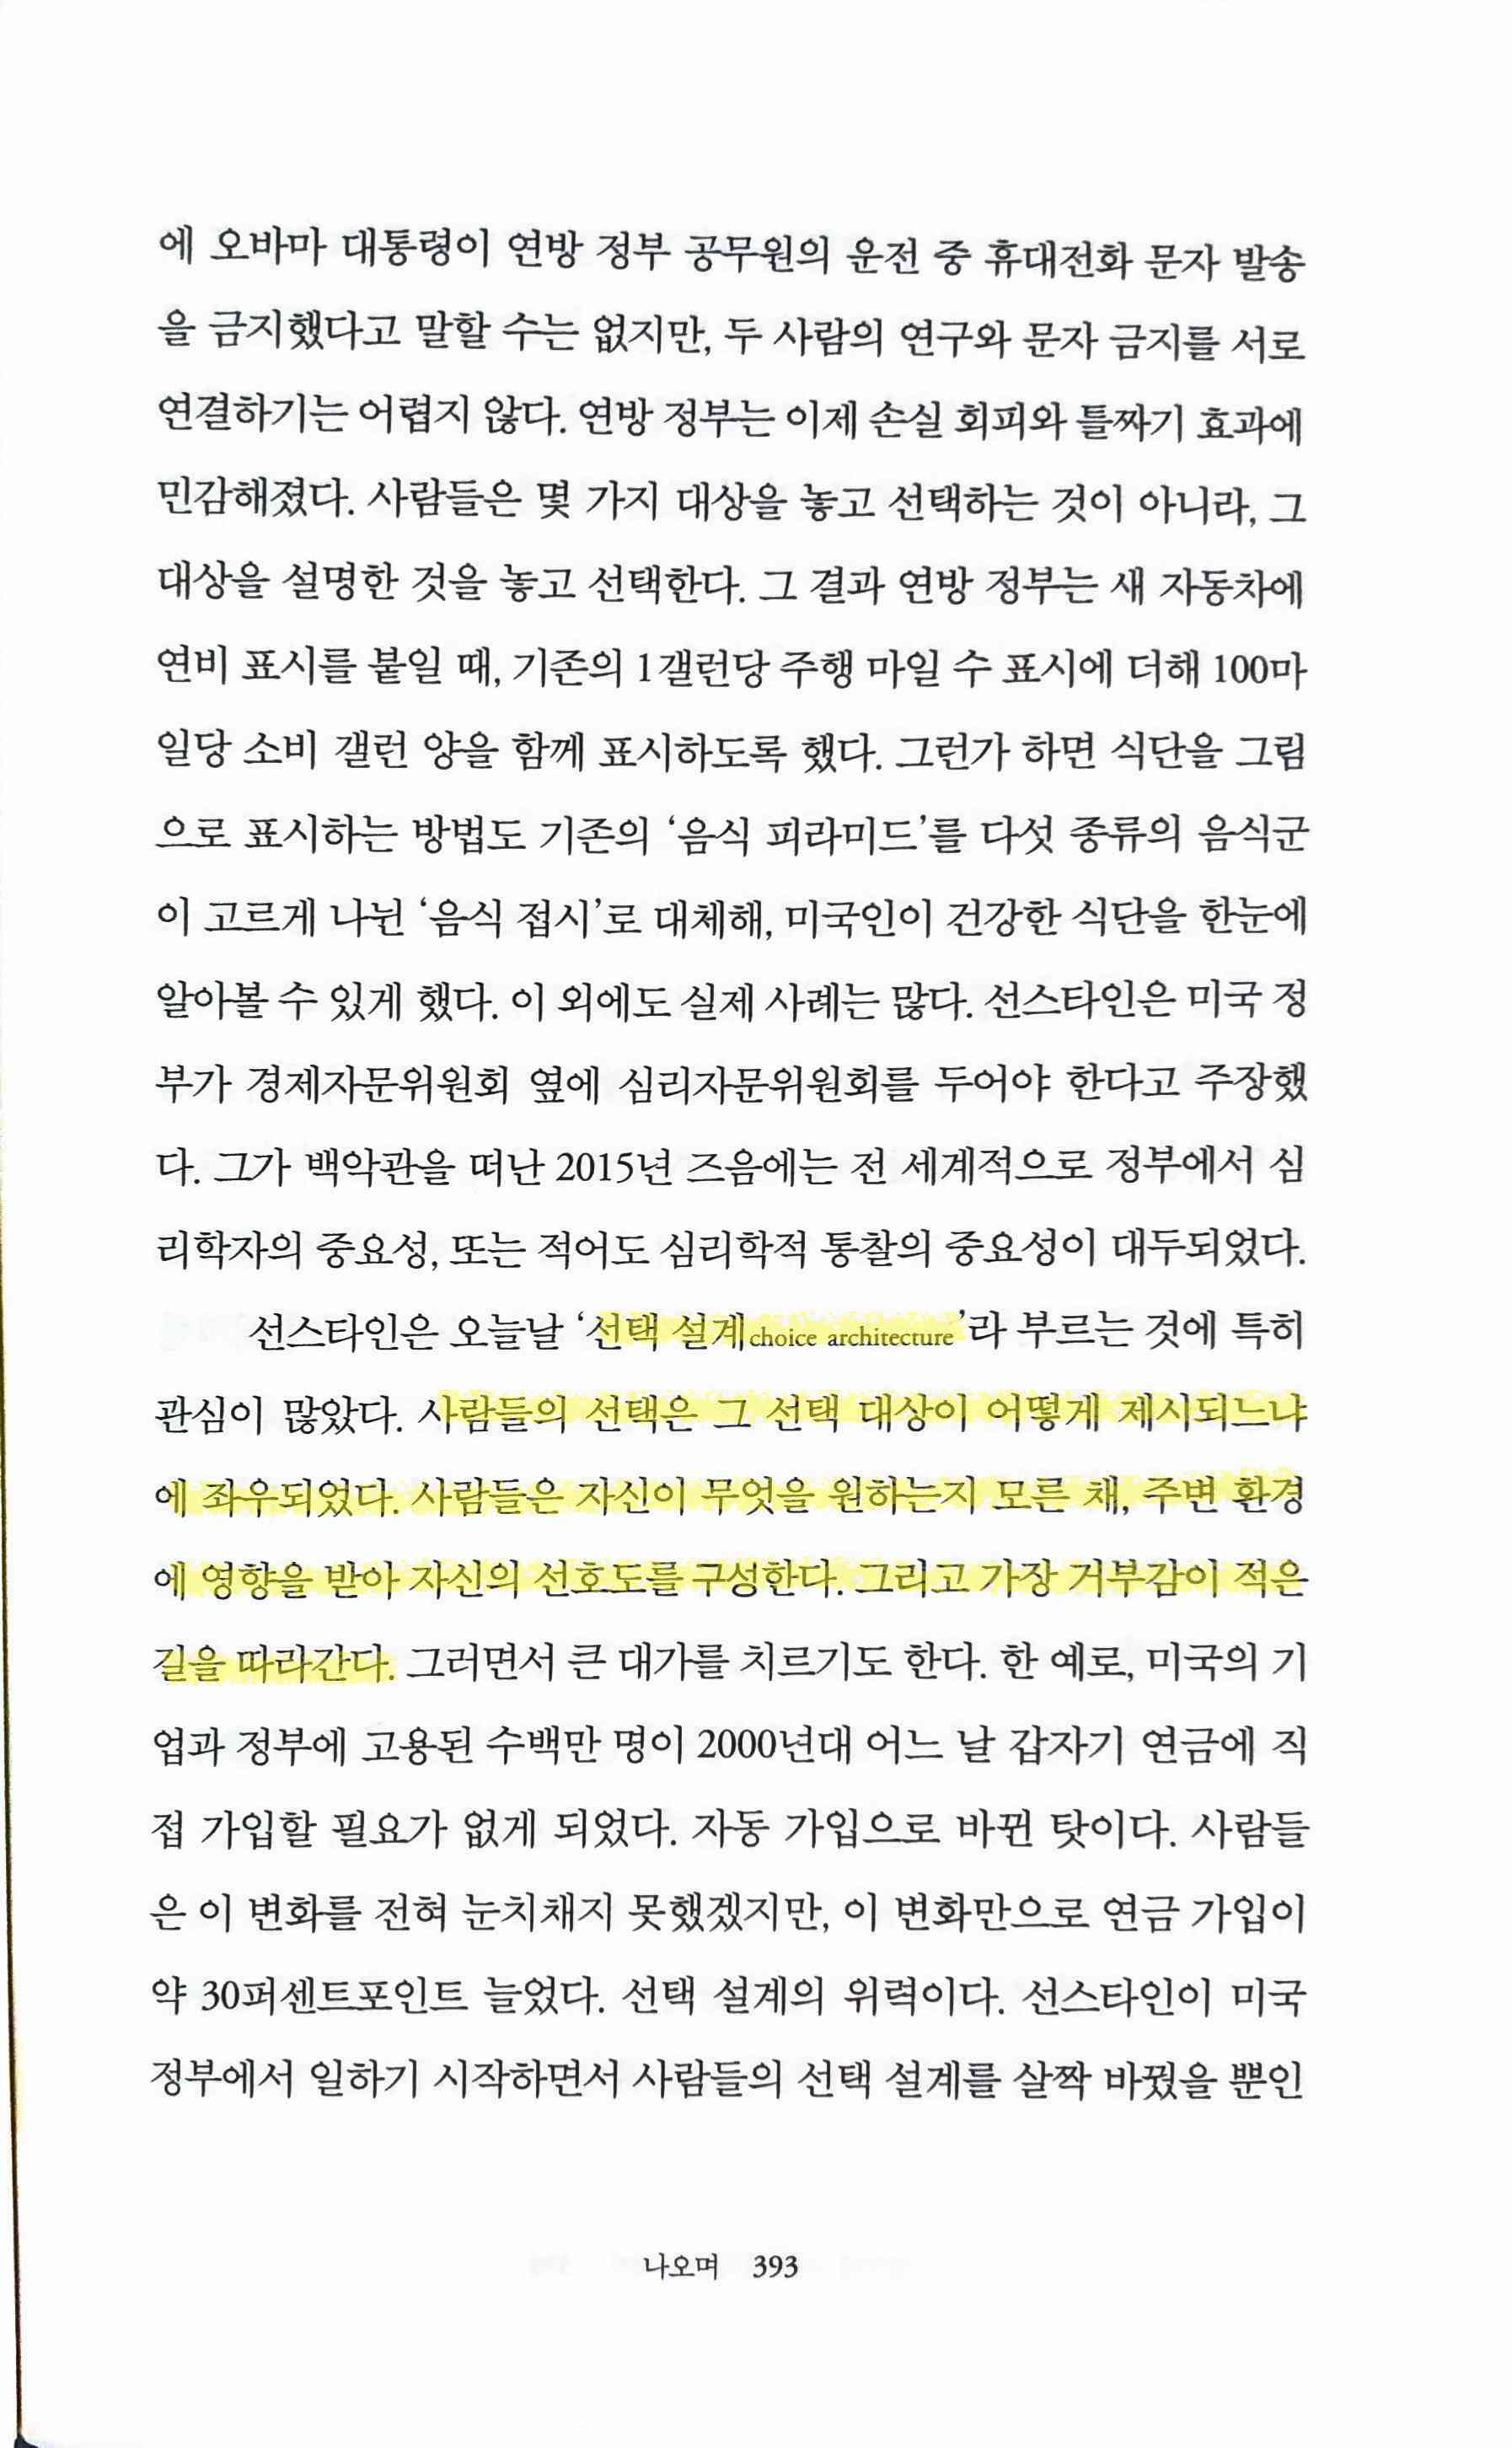 에 오바마 대통령이 연방 정부 공무원의 운전 중 휴대전화 문자 발송
을 금지했다고 말할 수는 없지만, 두 사람의 연구와 문자 금지를 서로
연결하기는 어렵지 않다. 연방 정부는 이제 손실 회피와 틀짜기 효과에
민감해졌다. 사람들은 몇 가지 대상을 놓고 선택하는 것이 아니라, 그
대상을 설명한 것을 놓고 선택한다. 그 결과 연방 정부는 새 자동차에
연비 표시를 붙일 때, 기존의 1갤런당 주행 마일 수 표시에 더해 100마
일당 소비 갤런 양을 함께 표시하도록 했다. 그런가 하면 식단을 그림
으로 표시하는 방법도 기존의 ‘음식 피라미드’를 다섯 종류의 음식군
이 고르게 나뉜 ‘음식 접시’로 대체해, 미국인이 건강한 식단을 한눈에
알아볼 수 있게 했다. 이 외에도 실제 사례는 많다. 선스타인은 미국 정
부가 경제자문위원회 옆에 심리자문위원회를 두어야 한다고 주장했
다. 그가 백악관을 떠난 2015년 즈음에는 전 세계적으로 정부에서 심
리학자의 중요성, 또는 적어도 심리학적 통찰의 중요성이 대두되었다.
선스타인은 오늘날 ‘선택 설계choice architecture’라 부르는 것에 특히
관심이 많았다. 사람들의 선택은 그 선택 대상이 어떻게 제시되느냐
에 좌우되었다. 사람들은 자신이 무엇을 원하는지 모른 채, 주변 환경
에 영향을 받아 자신의 선호도를 구성한다. 그리고 가장 거부감이 적은
길을 따라간다. 그러면서 큰 대가를 치르기도 한다. 한 예로, 미국의 기
업과 정부에 고용된 수백만 명이 2000년대 어느 날 갑자기 연금에 직
접 가입할 필요가 없게 되었다. 자동 가입으로 바뀐 탓이다. 사람들
은 이 변화를 전혀 눈치채지 못했겠지만, 이 변화만으로 연금 가입이
약 30퍼센트포인트 늘었다. 선택 설계의 위력이다. 선스타인이 미국
정부에서 일하기 시작하면서 사람들의 선택 설계를 살짝 바꿨을 뿐인
나오며 393